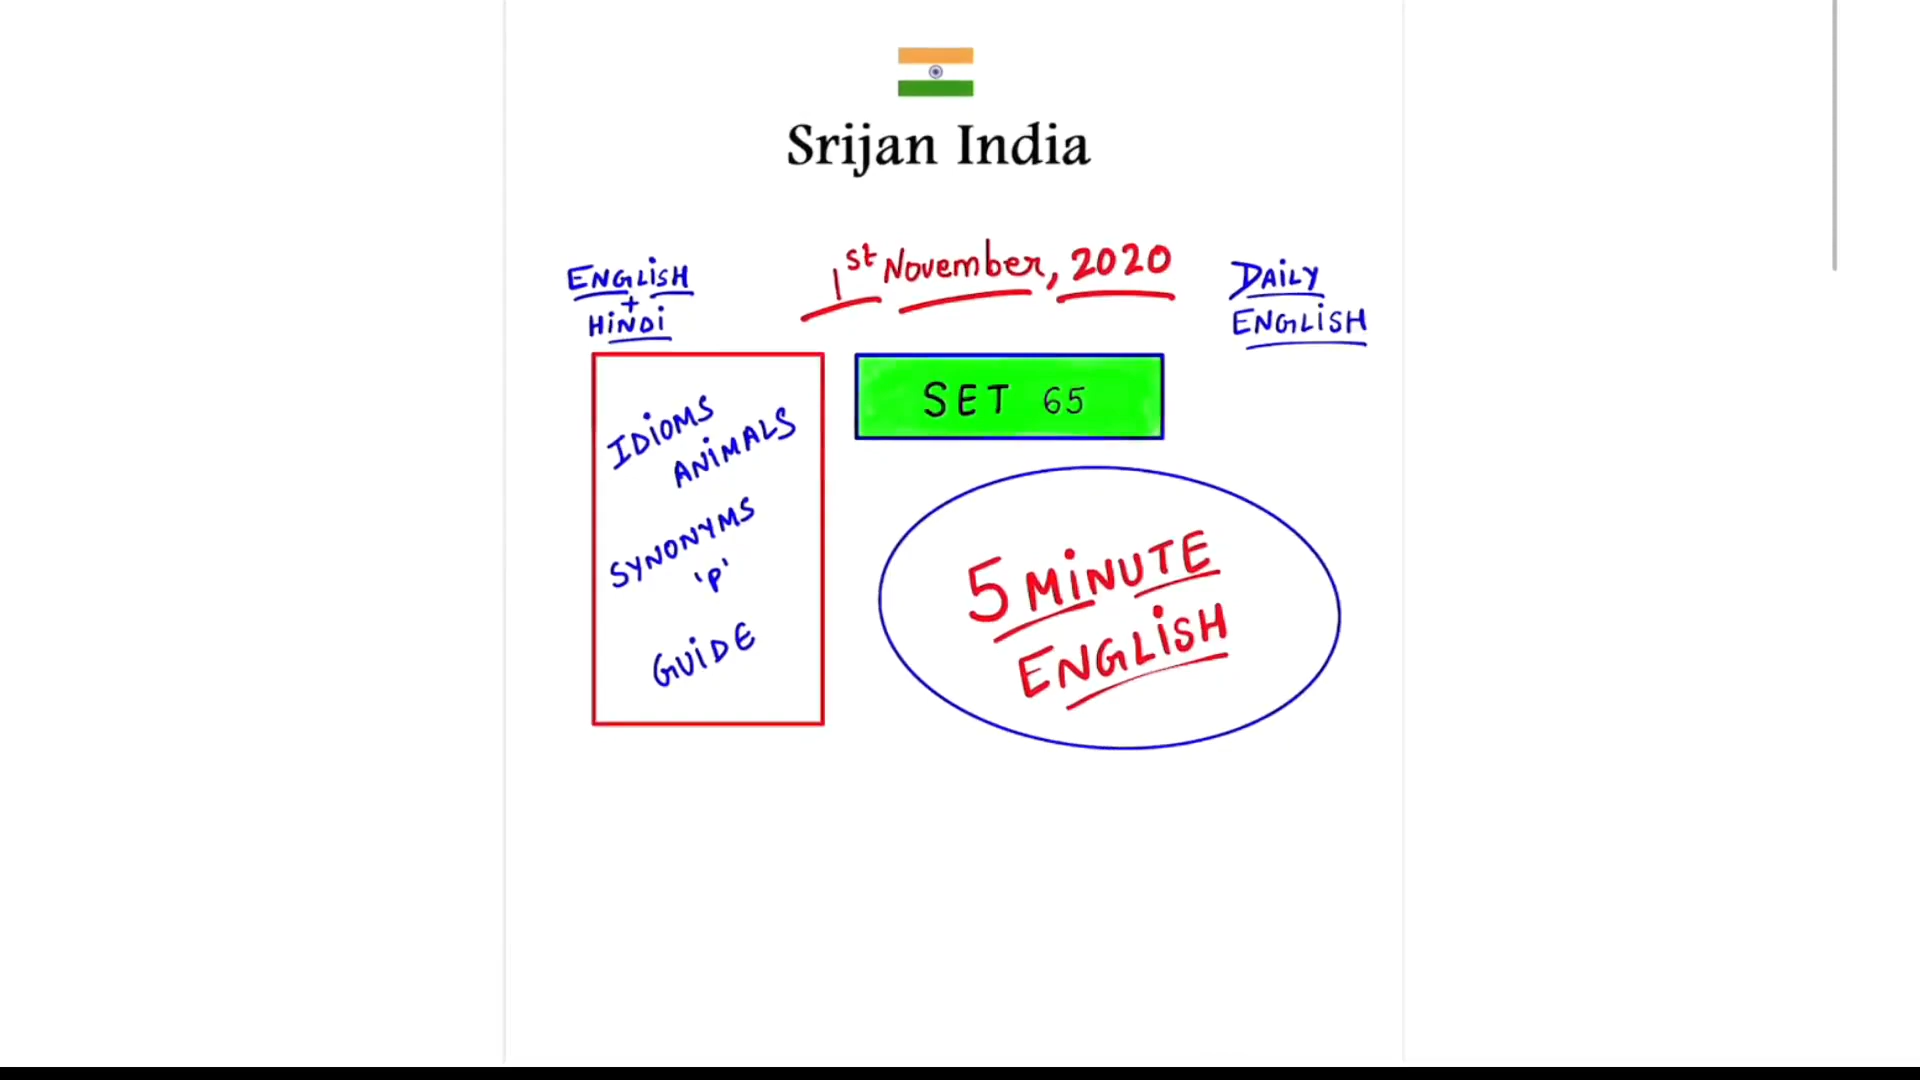 Srijan India
1st November, 2020
ENGLISH
+
HINDI
DAILY
ENGLISH
SET 65
IDIOMS
ANIMALS
SYNONYMS
'P'
GUIDE
5 MINUTE
ENGLISH